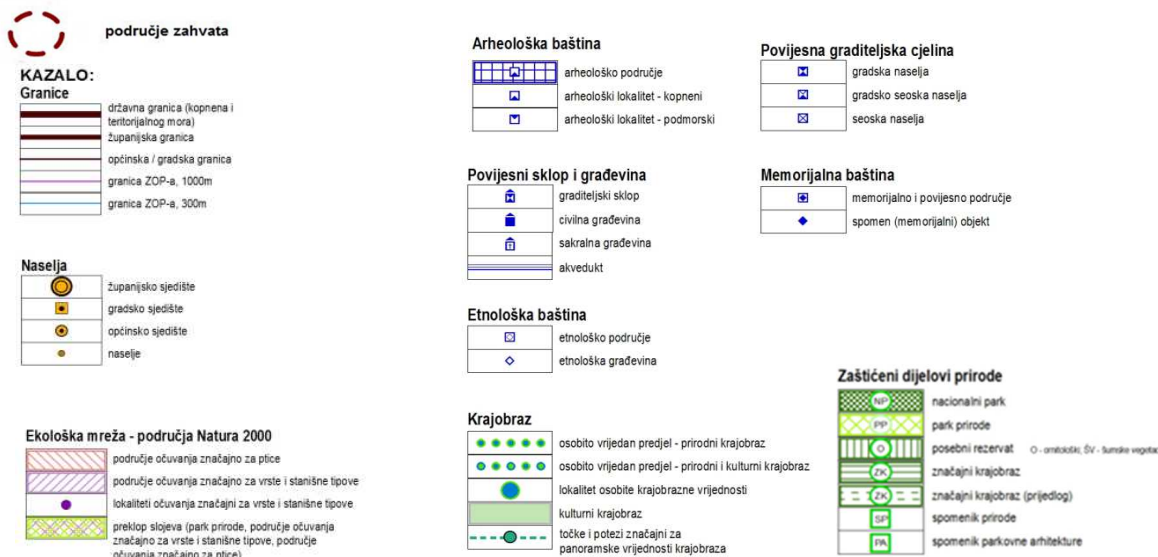 područje zahvata
KAZALO:
Granice
državna granica (kopnena i
teritorijalnog mora)
županijska granica
općinska / gradska granica
granica ZOP-a, 1000m
granica ZOP-a, 300m
Naselja
županijsko sjedište
gradsko sjedište
općinsko sjedište
naselje
Ekološka mreža - područja Natura 2000
područje očuvanja značajno za ptice
područje očuvanja značajno za vrste i stanišne tipove
lokaliteti očuvanja značajni za vrste i stanišne tipove
preklop slojeva (park prirode, područje očuvanja
značajno za vrste i stanišne tipove, područje
očuvanja značajno za ptice)
Arheološka baština
arheološko područje
arheološki lokalitet - kopneni
arheološki lokalitet - podmorski
Povijesni sklop i građevina
graditeljski sklop
civilna građevina
sakralna građevina
akvedukt
Etnološka baština
etnološko područje
etnološka građevina
Krajobraz
osobito vrijedan predjel - prirodni krajobraz
osobito vrijedan predjel - prirodni i kulturni krajobraz
lokalitet osobite krajobrazne vrijednosti
kulturni krajobraz
točke i potezi značajni za
panoramske vrijednosti krajobraza
Povijesna graditeljska cjelina
gradska naselja
gradsko seoska naselja
seoska naselja
Memorijalna baština
memorijalno i povijesno područje
spomen (memorijalni) objekt
Zaštićeni dijelovi prirode
NP nacionalni park
PP park prirode
O posebni rezervat O - ornitološki, ŠV - šumske vegetac
ZK značajni krajobraz
ZK značajni krajobraz (prijedlog)
SP spomenik prirode
PA spomenik parkovne arhitekture